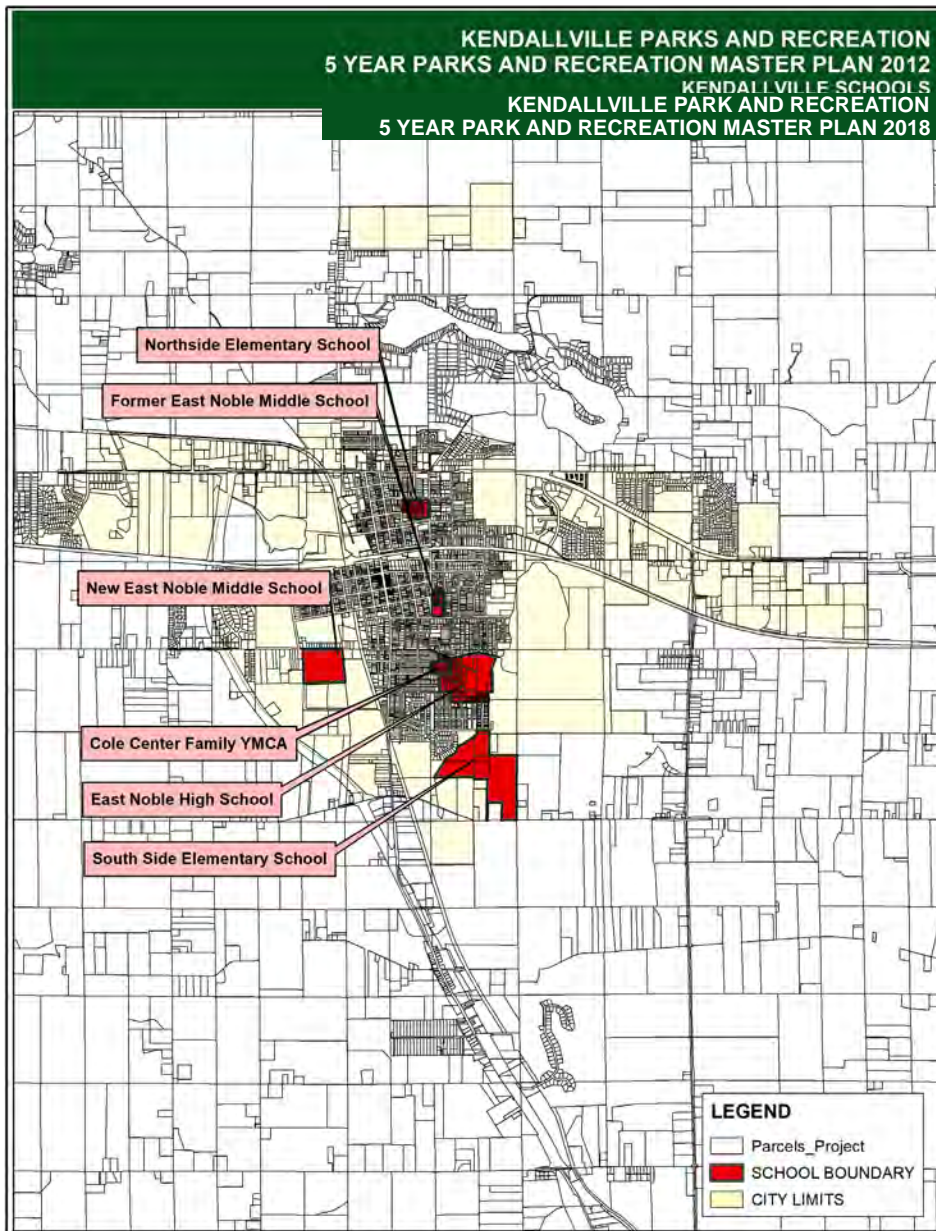 KENDALLVILLE PARKS AND RECREATION
5 YEAR PARKS AND RECREATION MASTER PLAN 2012
KENDALLVILLE SCHOOLS
KENDALLVILLE PARK AND RECREATION
5 YEAR PARK AND RECREATION MASTER PLAN 2018
Northside Elementary School
Former East Noble Middle School
New East Noble Middle School
Cole Center Family YMCA
East Noble High School
South Side Elementary School
LEGEND
Parcels_Project
SCHOOL BOUNDARY
CITY LIMITS